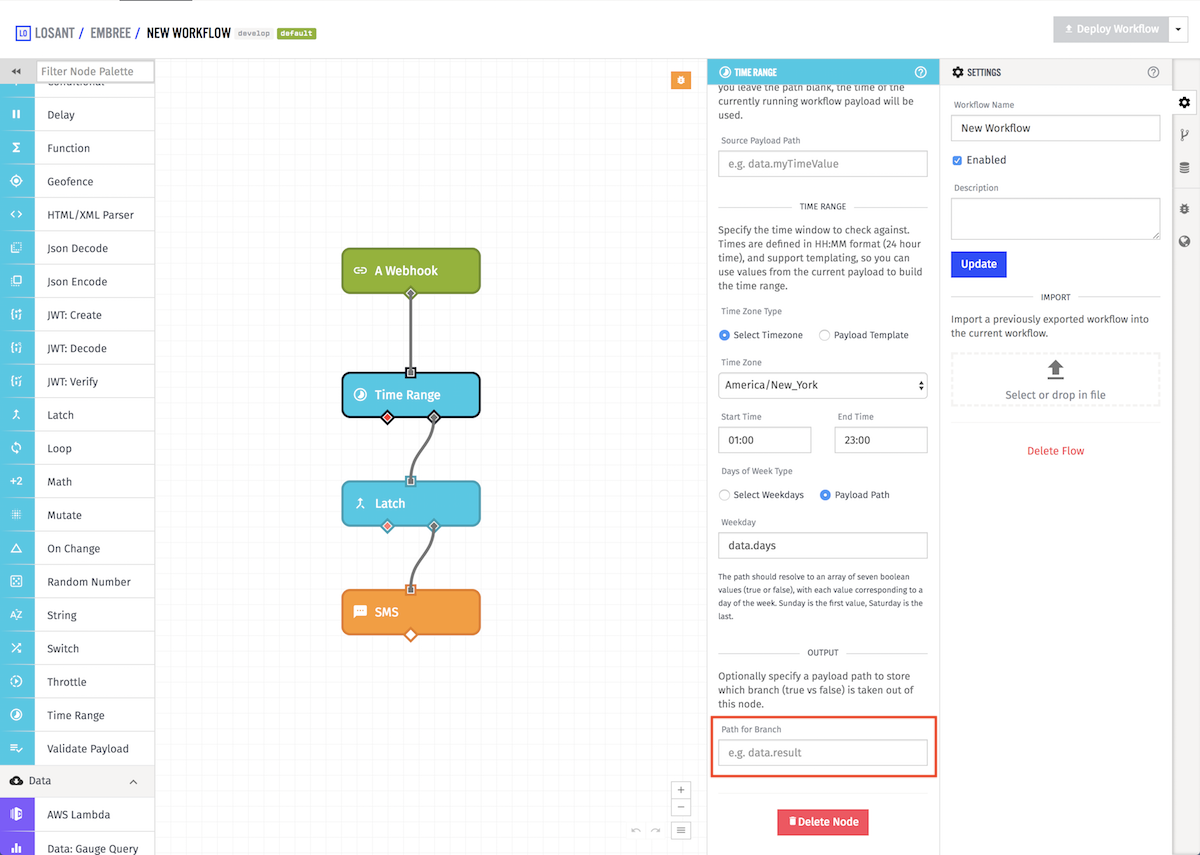 LO LOSANT / EMBREE / NEW WORKFLOW develop default
Deploy Workflow
Filter Node Palette
Conditional
Delay
Function
Geofence
HTML/XML Parser
Json Decode
Json Encode
JWT: Create
JWT: Decode
JWT: Verify
Latch
Loop
+2 Math
Mutate
On Change
Random Number
String
Switch
Throttle
Time Range
Validate Payload
Data
AWS Lambda
Data: Gauge Query
A Webhook
Time Range
Latch
SMS
TIME RANGE
you leave the path blank, the time of the
currently running workflow payload will be
used.
Source Payload Path
e.g. data.myTimeValue
TIME RANGE
Specify the time window to check against.
Times are defined in HH:MM format (24 hour
time), and support templating, so you can
use values from the current payload to build
the time range.
Time Zone Type
Select Timezone Payload Template
Time Zone
America/New_York
Start Time End Time
01:00 23:00
Days of Week Type
Select Weekdays Payload Path
Weekday
data.days
The path should resolve to an array of seven boolean
values (true or false), with each value corresponding to a
day of the week. Sunday is the first value, Saturday is the
last.
OUTPUT
Optionally specify a payload path to store
which branch (true vs false) is taken out of
this node.
Path for Branch
e.g. data.result
Delete Node
SETTINGS
Workflow Name
New Workflow
Enabled
Description
Update
IMPORT
Import a previously exported workflow into
the current workflow.
Select or drop in file
Delete Flow